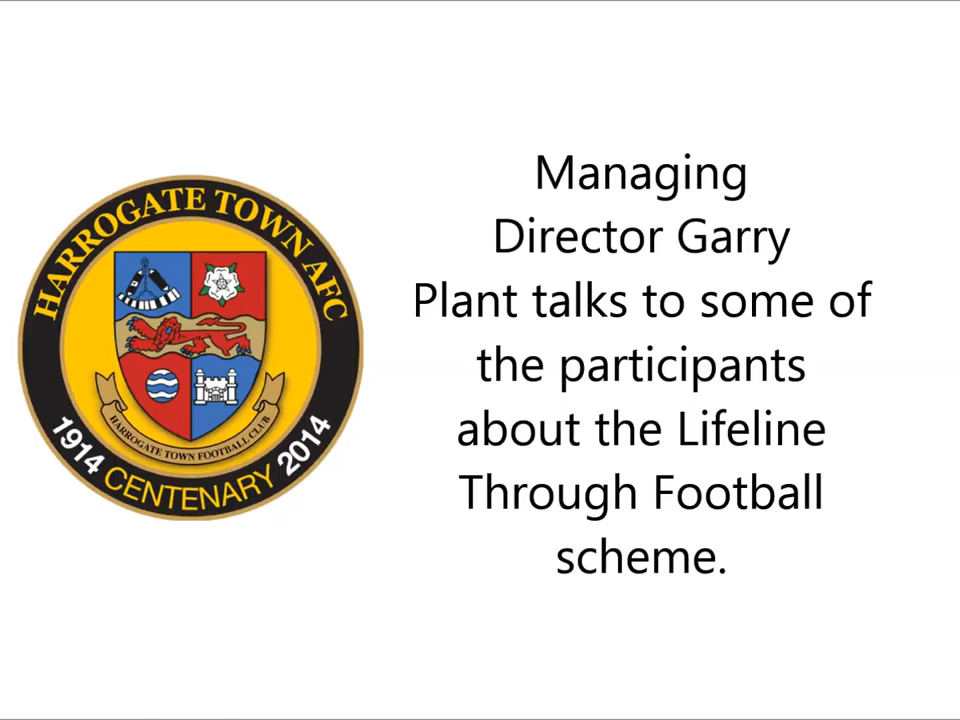 HARROGATE TOWN AFC
HARROGATE TOWN FOOTBALL CLUB
1914 CENTENARY 2014
Managing
Director Garry
Plant talks to some of
the participants
about the Lifeline
Through Football
scheme.